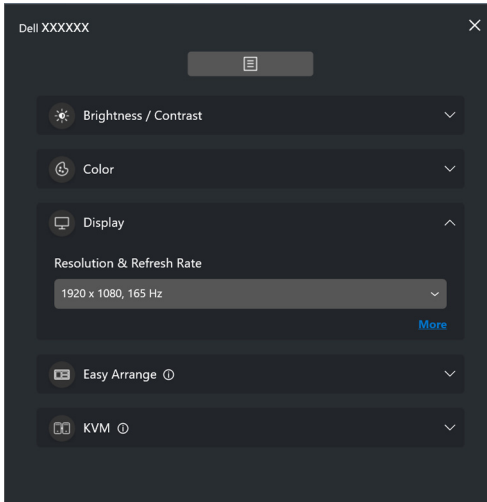 Dell XXXXXX
Brightness / Contrast
Color
Display
Resolution & Refresh Rate
1920 x 1080, 165 Hz
More
Easy Arrange
KVM